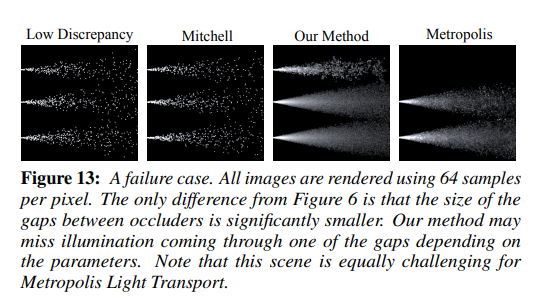 Low Discrepancy Mitchell Our Method Metropolis
Figure 13: A failure case. All images are rendered using 64 samples
per pixel. The only difference from Figure 6 is that the size of the
gaps between occluders is significantly smaller. Our method may
miss illumination coming through one of the gaps depending on
the parameters. Note that this scene is equally challenging for
Metropolis Light Transport.